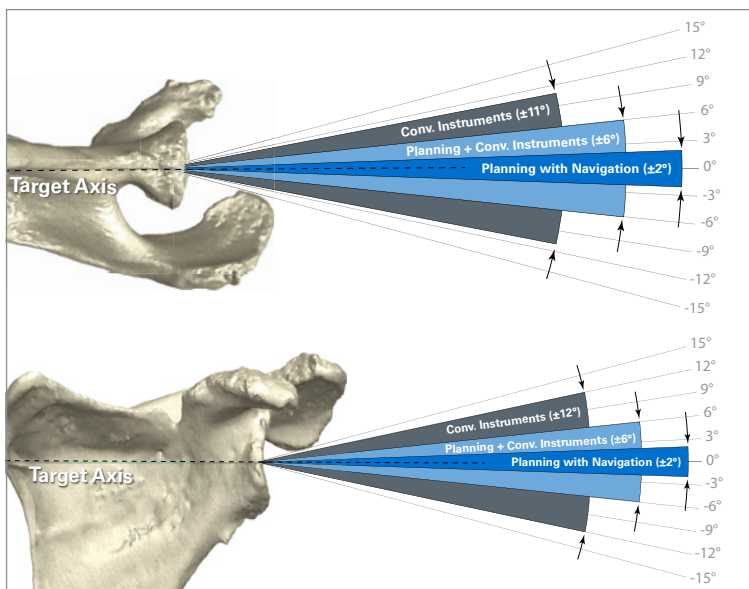 15°
12°
9°
6°
3°
0°
-3°
-6°
-9°
-12°
-15°
Conv. Instruments (±11°)
Planning + Conv. Instruments (±6°)
Planning with Navigation (±2°)
Target Axis
15°
12°
9°
6°
3°
0°
-3°
-6°
-9°
-12°
-15°
Conv. Instruments (±12°)
Planning + Conv. Instruments (±6°)
Planning with Navigation (±2°)
Target Axis